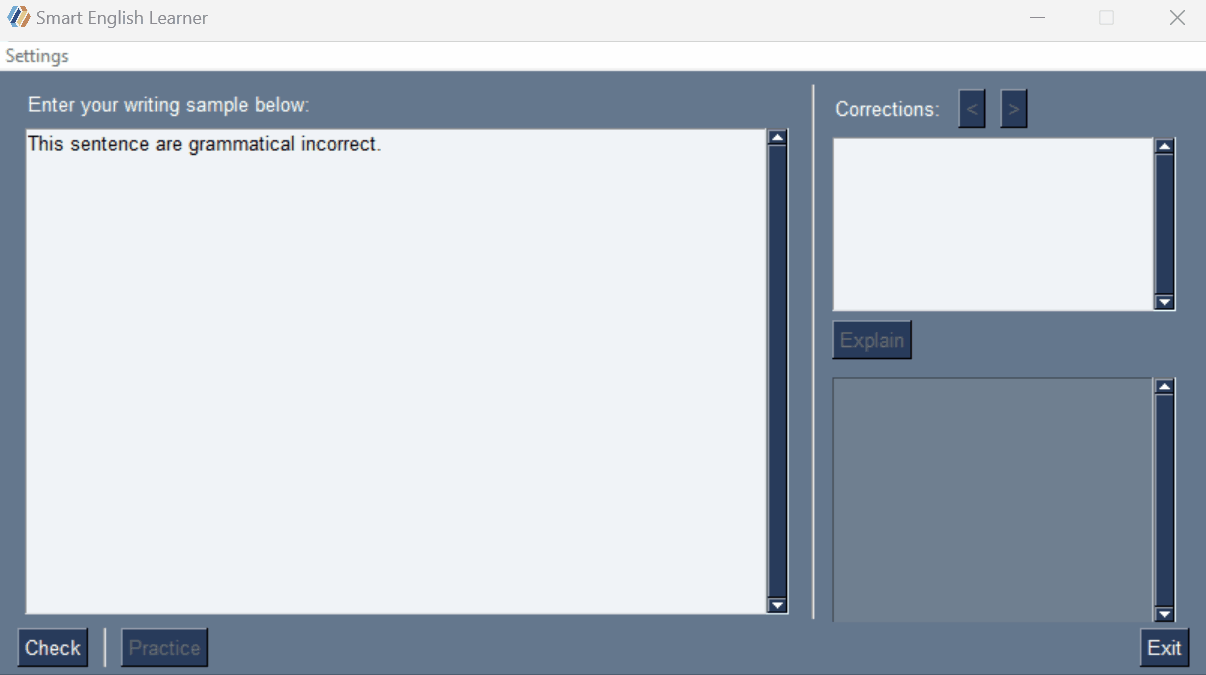 Smart English Learner
Settings
Enter your writing sample below:
This sentence are grammatical incorrect.
Corrections: < >
Explain
Check Practice Exit